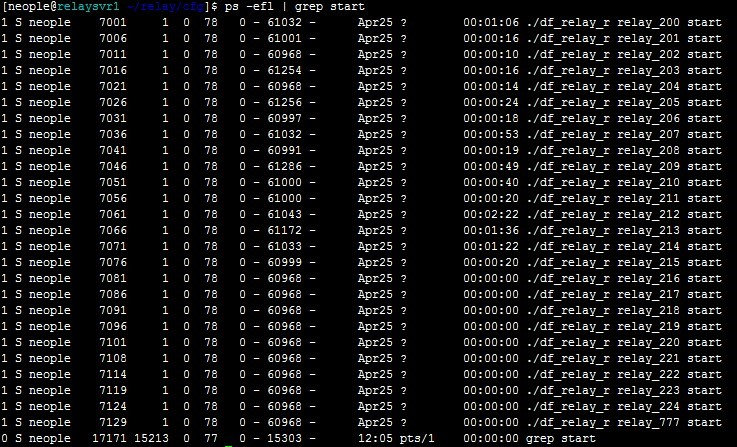 [neople@relaysvr1 ~/relay/cfg]$ ps -efl | grep start
1 S neople 7001 1 0 78 0 - 61032 - Apr25 ? 00:01:06 ./df_relay_r relay_200 start
1 S neople 7006 1 0 78 0 - 61001 - Apr25 ? 00:00:16 ./df_relay_r relay_201 start
1 S neople 7011 1 0 78 0 - 60968 - Apr25 ? 00:00:10 ./df_relay_r relay_202 start
1 S neople 7016 1 0 78 0 - 61254 - Apr25 ? 00:00:16 ./df_relay_r relay_203 start
1 S neople 7021 1 0 78 0 - 60968 - Apr25 ? 00:00:14 ./df_relay_r relay_204 start
1 S neople 7026 1 0 78 0 - 61256 - Apr25 ? 00:00:24 ./df_relay_r relay_205 start
1 S neople 7031 1 0 78 0 - 60997 - Apr25 ? 00:00:18 ./df_relay_r relay_206 start
1 S neople 7036 1 0 78 0 - 61032 - Apr25 ? 00:00:53 ./df_relay_r relay_207 start
1 S neople 7041 1 0 78 0 - 60991 - Apr25 ? 00:00:19 ./df_relay_r relay_208 start
1 S neople 7046 1 0 78 0 - 61286 - Apr25 ? 00:00:49 ./df_relay_r relay_209 start
1 S neople 7051 1 0 78 0 - 61000 - Apr25 ? 00:00:40 ./df_relay_r relay_210 start
1 S neople 7056 1 0 78 0 - 61000 - Apr25 ? 00:00:20 ./df_relay_r relay_211 start
1 S neople 7061 1 0 78 0 - 61043 - Apr25 ? 00:02:22 ./df_relay_r relay_212 start
1 S neople 7066 1 0 78 0 - 61172 - Apr25 ? 00:01:36 ./df_relay_r relay_213 start
1 S neople 7071 1 0 78 0 - 61033 - Apr25 ? 00:01:22 ./df_relay_r relay_214 start
1 S neople 7076 1 0 78 0 - 60999 - Apr25 ? 00:00:20 ./df_relay_r relay_215 start
1 S neople 7081 1 0 78 0 - 60968 - Apr25 ? 00:00:00 ./df_relay_r relay_216 start
1 S neople 7086 1 0 78 0 - 60968 - Apr25 ? 00:00:00 ./df_relay_r relay_217 start
1 S neople 7091 1 0 78 0 - 60968 - Apr25 ? 00:00:00 ./df_relay_r relay_218 start
1 S neople 7096 1 0 78 0 - 60968 - Apr25 ? 00:00:00 ./df_relay_r relay_219 start
1 S neople 7101 1 0 78 0 - 60968 - Apr25 ? 00:00:00 ./df_relay_r relay_220 start
1 S neople 7108 1 0 78 0 - 60968 - Apr25 ? 00:00:00 ./df_relay_r relay_221 start
1 S neople 7114 1 0 78 0 - 60968 - Apr25 ? 00:00:00 ./df_relay_r relay_222 start
1 S neople 7119 1 0 78 0 - 60968 - Apr25 ? 00:00:00 ./df_relay_r relay_223 start
1 S neople 7124 1 0 78 0 - 60968 - Apr25 ? 00:00:00 ./df_relay_r relay_224 start
1 S neople 7129 1 0 78 0 - 60968 - Apr25 ? 00:00:00 ./df_relay_r relay_777 start
0 S neople 17171 15213 0 77 0 - 15303 - 12:05 pts/1 00:00:00 grep start